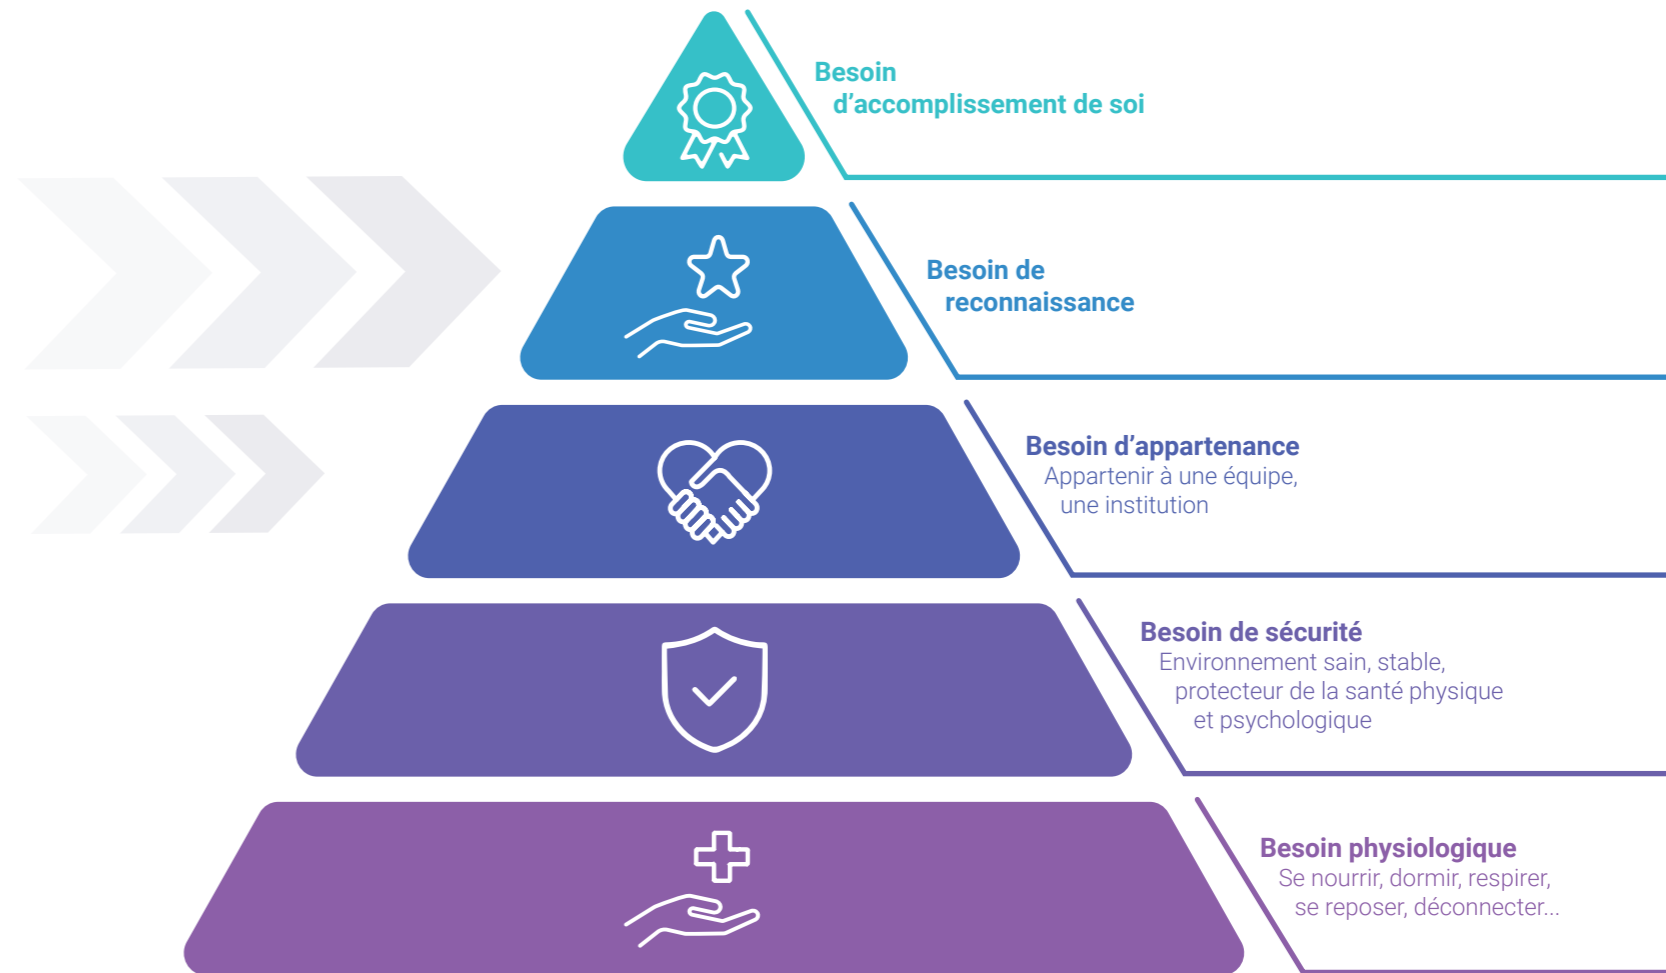 Besoin
d’accomplissement de soi
Besoin de
reconnaissance
Besoin d’appartenance
Appartenir à une équipe,
une institution
Besoin de sécurité
Environnement sain, stable,
protecteur de la santé physique
et psychologique
Besoin physiologique
Se nourrir, dormir, respirer,
se reposer, déconnecter...